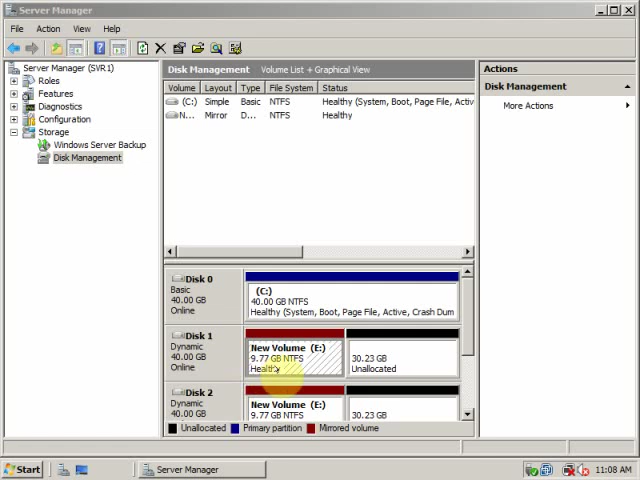 Server Manager
File Action View Help
Server Manager (SVR1)
Roles
Features
Diagnostics
Configuration
Storage
Windows Server Backup
Disk Management
Disk Management Volume List + Graphical View
Volume Layout Type File System Status
(C:) Simple Basic NTFS Healthy (System, Boot, Page File, Activ
N... Mirror D... NTFS Healthy
Disk 0
Basic
40.00 GB
Online
(C:)
40.00 GB NTFS
Healthy (System, Boot, Page File, Active, Crash Dum
Disk 1
Dynamic
40.00 GB
Online
New Volume (E:)
9.77 GB NTFS
Healthy
30.23 GB
Unallocated
Disk 2
Dynamic
40.00 GB
New Volume (E:)
9.77 GB NTFS
30.23 GB
Unallocated Primary partition Mirrored volume
Actions
Disk Management
More Actions
Start
Server Manager
11:08 AM